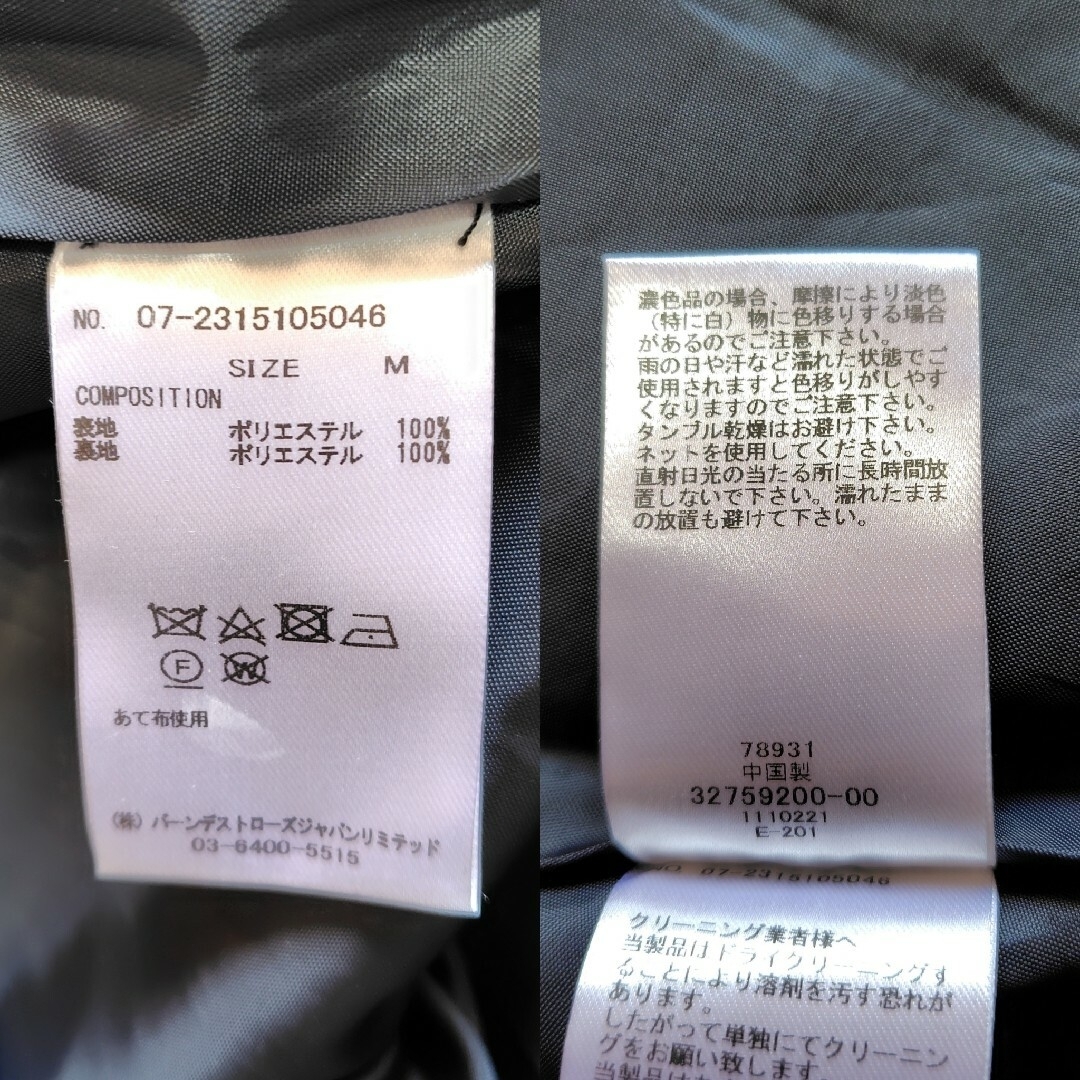 NO. 07-2315105046
SIZE M
COMPOSITION
表地 ポリエステル 100%
裏地 ポリエステル 100%
F
W
あて布使用
(株) バーンデストローズジャパンリミテッド
03-6400-5515
濃色品の場合、摩擦により淡色
(特に白)物に色移りする場合
があるのでご注意下さい。
雨の日や汗など濡れた状態でご
使用されますと色移りがしやす
くなりますのでご注意下さい。
タンブル乾燥はお避け下さい。
ネットを使用してください。
直射日光の当たる所に長時間放
置しないで下さい。濡れたまま
の放置も避けて下さい。
78931
中国製
32759200-00
1110221
E-201
NO. 07-2315105046
クリーニング業者様へ
当製品はドライクリーニングす
ることにより溶剤を汚す恐れが
あります。
したがって単独にてクリーニン
グをお願い致します
当製品は